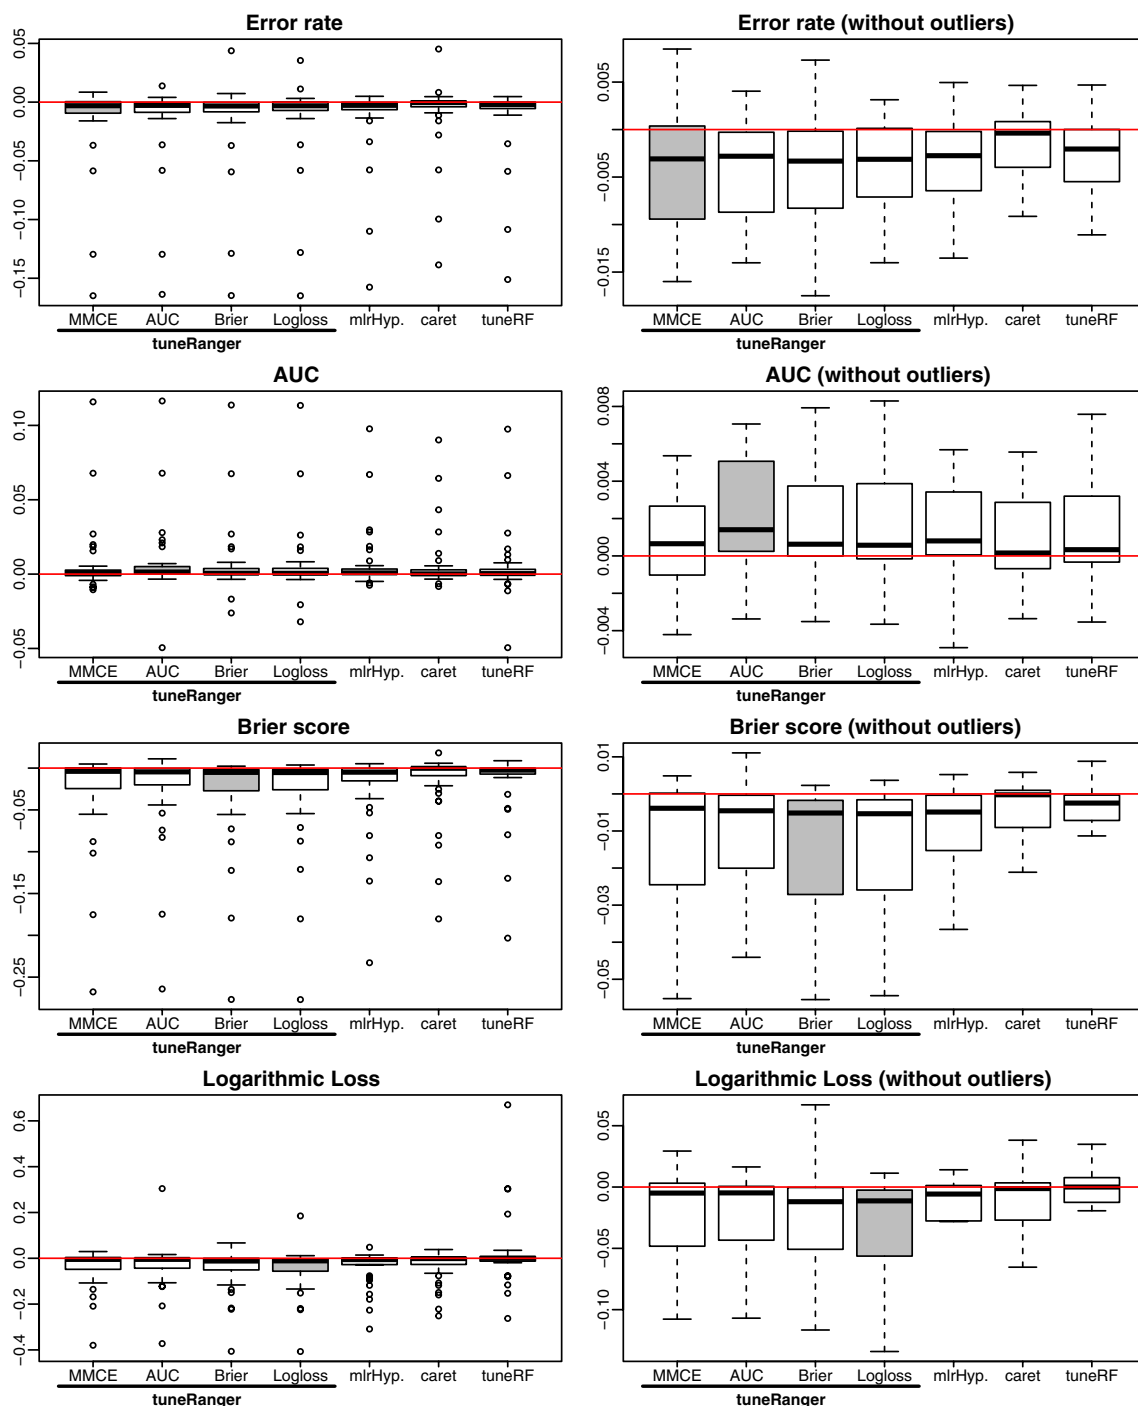 Error rate
0.05
0.00
−0.05
−0.10
−0.15
MMCE AUC Brier Logloss mlrHyp. caret tuneRF
tuneRanger
Error rate (without outliers)
0.005
−0.005
−0.015
MMCE AUC Brier Logloss mlrHyp. caret tuneRF
tuneRanger
AUC
0.10
0.05
0.00
−0.05
MMCE AUC Brier Logloss mlrHyp. caret tuneRF
tuneRanger
AUC (without outliers)
0.008
0.004
0.000
−0.004
MMCE AUC Brier Logloss mlrHyp. caret tuneRF
tuneRanger
Brier score
−0.05
−0.15
−0.25
MMCE AUC Brier Logloss mlrHyp. caret tuneRF
tuneRanger
Brier score (without outliers)
0.01
−0.01
−0.03
−0.05
MMCE AUC Brier Logloss mlrHyp. caret tuneRF
tuneRanger
Logarithmic Loss
0.6
0.4
0.2
0.0
−0.2
−0.4
MMCE AUC Brier Logloss mlrHyp. caret tuneRF
tuneRanger
Logarithmic Loss (without outliers)
0.05
0.00
−0.05
−0.10
MMCE AUC Brier Logloss mlrHyp. caret tuneRF
tuneRanger